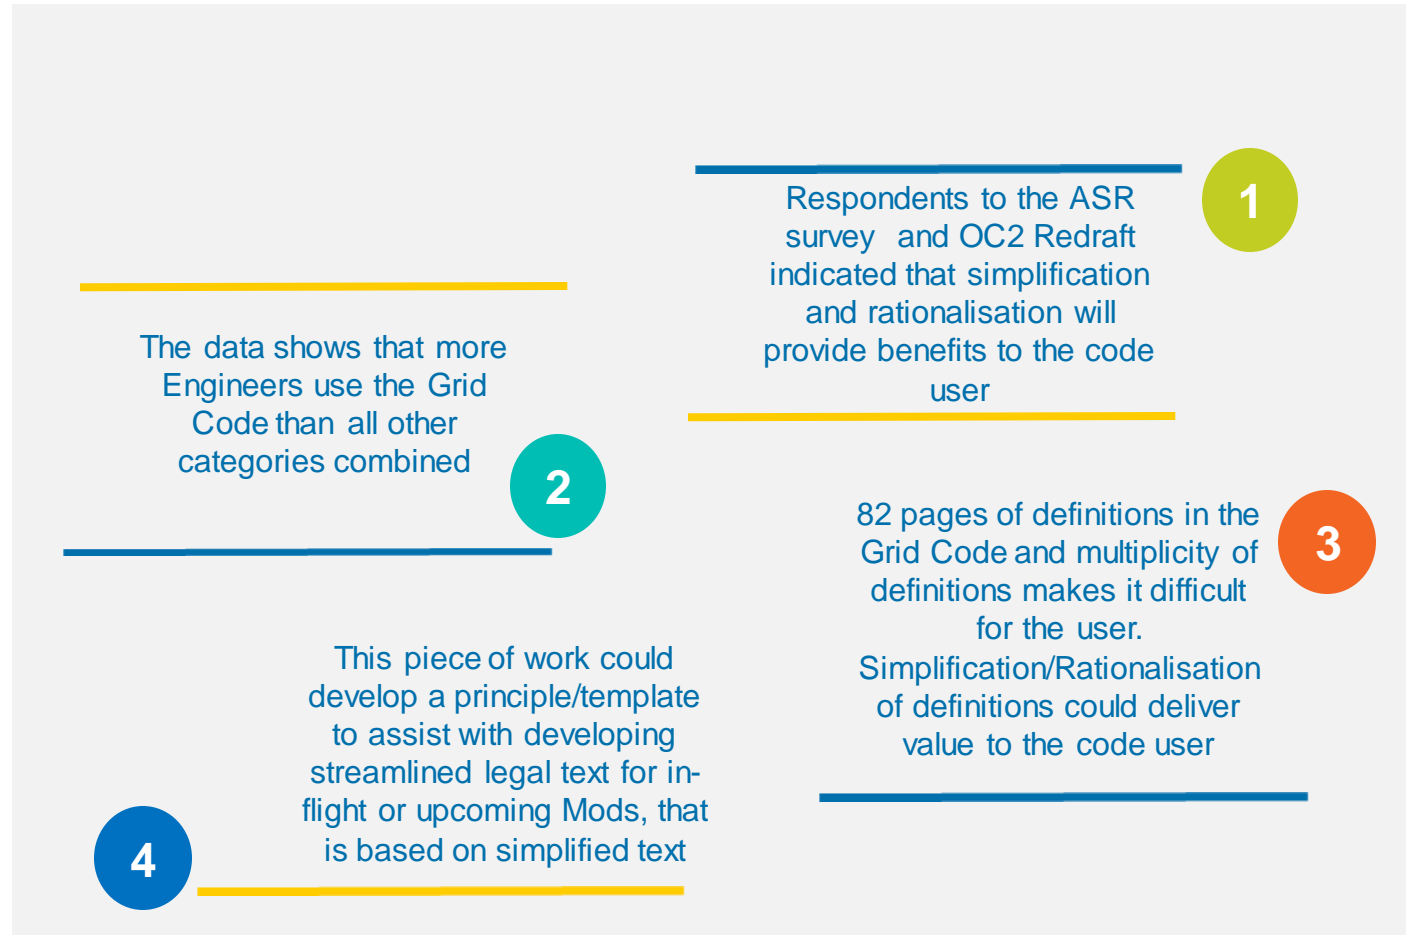 1
Respondents to the ASR
survey and OC2 Redraft
indicated that simplification
and rationalisation will
provide benefits to the code
user
The data shows that more
Engineers use the Grid
Code than all other
categories combined
2
82 pages of definitions in the
Grid Code and multiplicity of
definitions makes it difficult
for the user.
Simplification/Rationalisation
of definitions could deliver
value to the code user
3
This piece of work could
develop a principle/template
to assist with developing
streamlined legal text for in-
flight or upcoming Mods, that
is based on simplified text
4